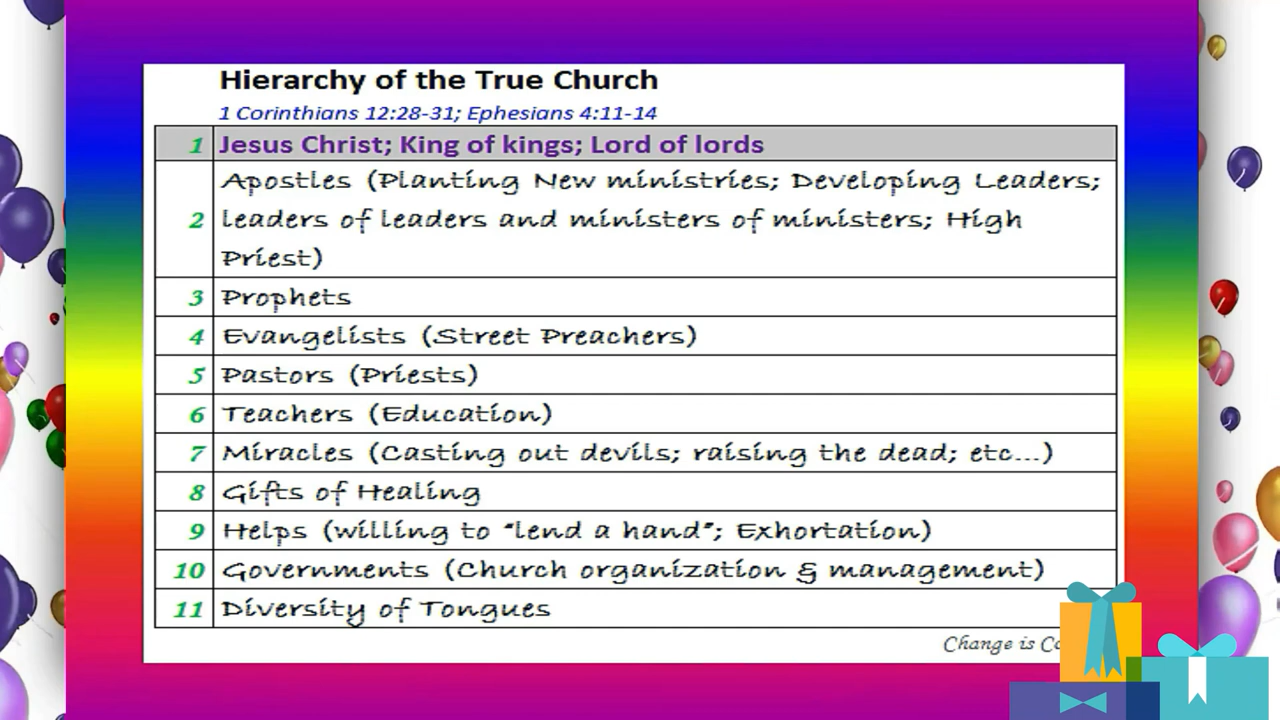 Hierarchy of the True Church
1 Corinthians 12:28-31; Ephesians 4:11-14
1 Jesus Christ; King of kings; Lord of lords
Apostles (Planting New ministries; Developing Leaders;
2 leaders of leaders and ministers of ministers; High
Priest)
3 Prophets
4 Evangelists (Street Preachers)
5 Pastors (Priests)
6 Teachers (Education)
7 Miracles (Casting out devils; raising the dead; etc...)
8 Gifts of Healing
9 Helps (willing to “lend a hand”; Exhortation)
10 Governments (Church organization & management)
11 Diversity of Tongues
Change is